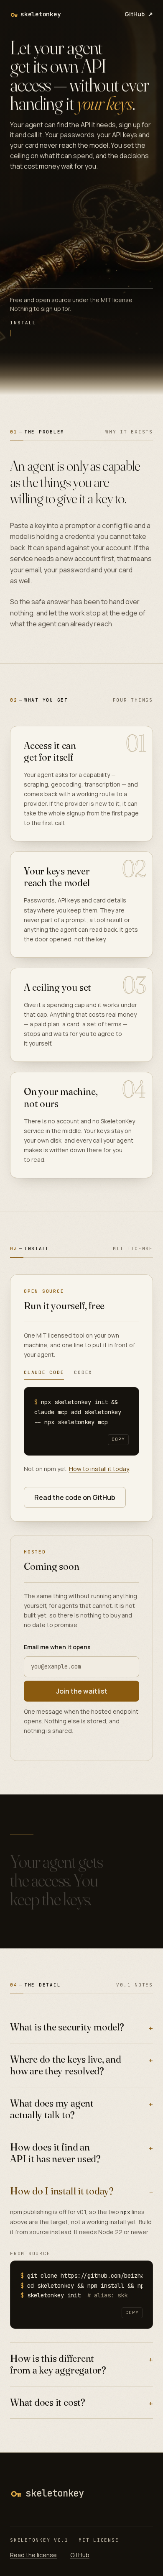 skeletonkey
GitHub ↗
Let your agent
get its own API
access — without ever
handing it your keys.
Your agent can find the API it needs, sign up for
it and call it. Your passwords, your API keys and
your card never reach the model. You set the
ceiling on what it can spend, and the decisions
that cost money wait for you.
Free and open source under the MIT license.
Nothing to sign up for.
INSTALL
01 — THE PROBLEM
WHY IT EXISTS
An agent is only as capable
as the things you are
willing to give it a key to.
Paste a key into a prompt or a config file and a
model is holding a credential you cannot take
back. It can spend against your account. If the
service needs a new account first, that means
your email, your password and your card
as well.
So the safe answer has been to hand over
nothing, and let the work stop at the edge of
what the agent can already reach.
02 — WHAT YOU GET
FOUR THINGS
01
Access it can
get for itself
Your agent asks for a capability —
scraping, geocoding, transcription — and
comes back with a working route to a
provider. If the provider is new to it, it can
take the whole signup from the first page
to the first call.
02
Your keys never
reach the model
Passwords, API keys and card details
stay where you keep them. They are
never part of a prompt, a tool result or
anything the agent can read back. It gets
the door opened, not the key.
03
A ceiling you set
Give it a spending cap and it works under
that cap. Anything that costs real money
— a paid plan, a card, a set of terms —
stops and waits for you to agree to
it yourself.
04
On your machine,
not ours
There is no account and no SkeletonKey
service in the middle. Your keys stay on
your own disk, and every call your agent
makes is written down there for you
to read.
03 — INSTALL
MIT LICENSE
OPEN SOURCE
Run it yourself, free
One MIT licensed tool on your own
machine, and one line to put it in front of
your agent.
CLAUDE CODE
CODEX
$ npx skeletonkey init &&
claude mcp add skeletonkey
-- npx skeletonkey mcp
COPY
Not on npm yet. How to install it today.
Read the code on GitHub
HOSTED
Coming soon
The same thing without running anything
yourself, for agents that cannot. It is not
built yet, so there is nothing to buy and
no date to promise.
Email me when it opens
you@example.com
Join the waitlist
One message when the hosted endpoint
opens. Nothing else is stored, and
nothing is shared.
Your agent gets
the access. You
keep the keys.
04 — THE DETAIL
V0.1 NOTES
What is the security model?
+
Where do the keys live, and
how are they resolved?
+
What does my agent
actually talk to?
+
How does it find an
API it has never used?
+
How do I install it today?
–
npm publishing is off for v0.1, so the two npx lines
above are the target, not a working install yet. Build
it from source instead. It needs Node 22 or newer.
FROM SOURCE
$ git clone https://github.com/beizha
$ cd skeletonkey && npm install && np
$ skeletonkey init # alias: skk
COPY
How is this different
from a key aggregator?
+
What does it cost?
+
skeletonkey
SKELETONKEY V0.1
MIT LICENSE
Read the license
GitHub